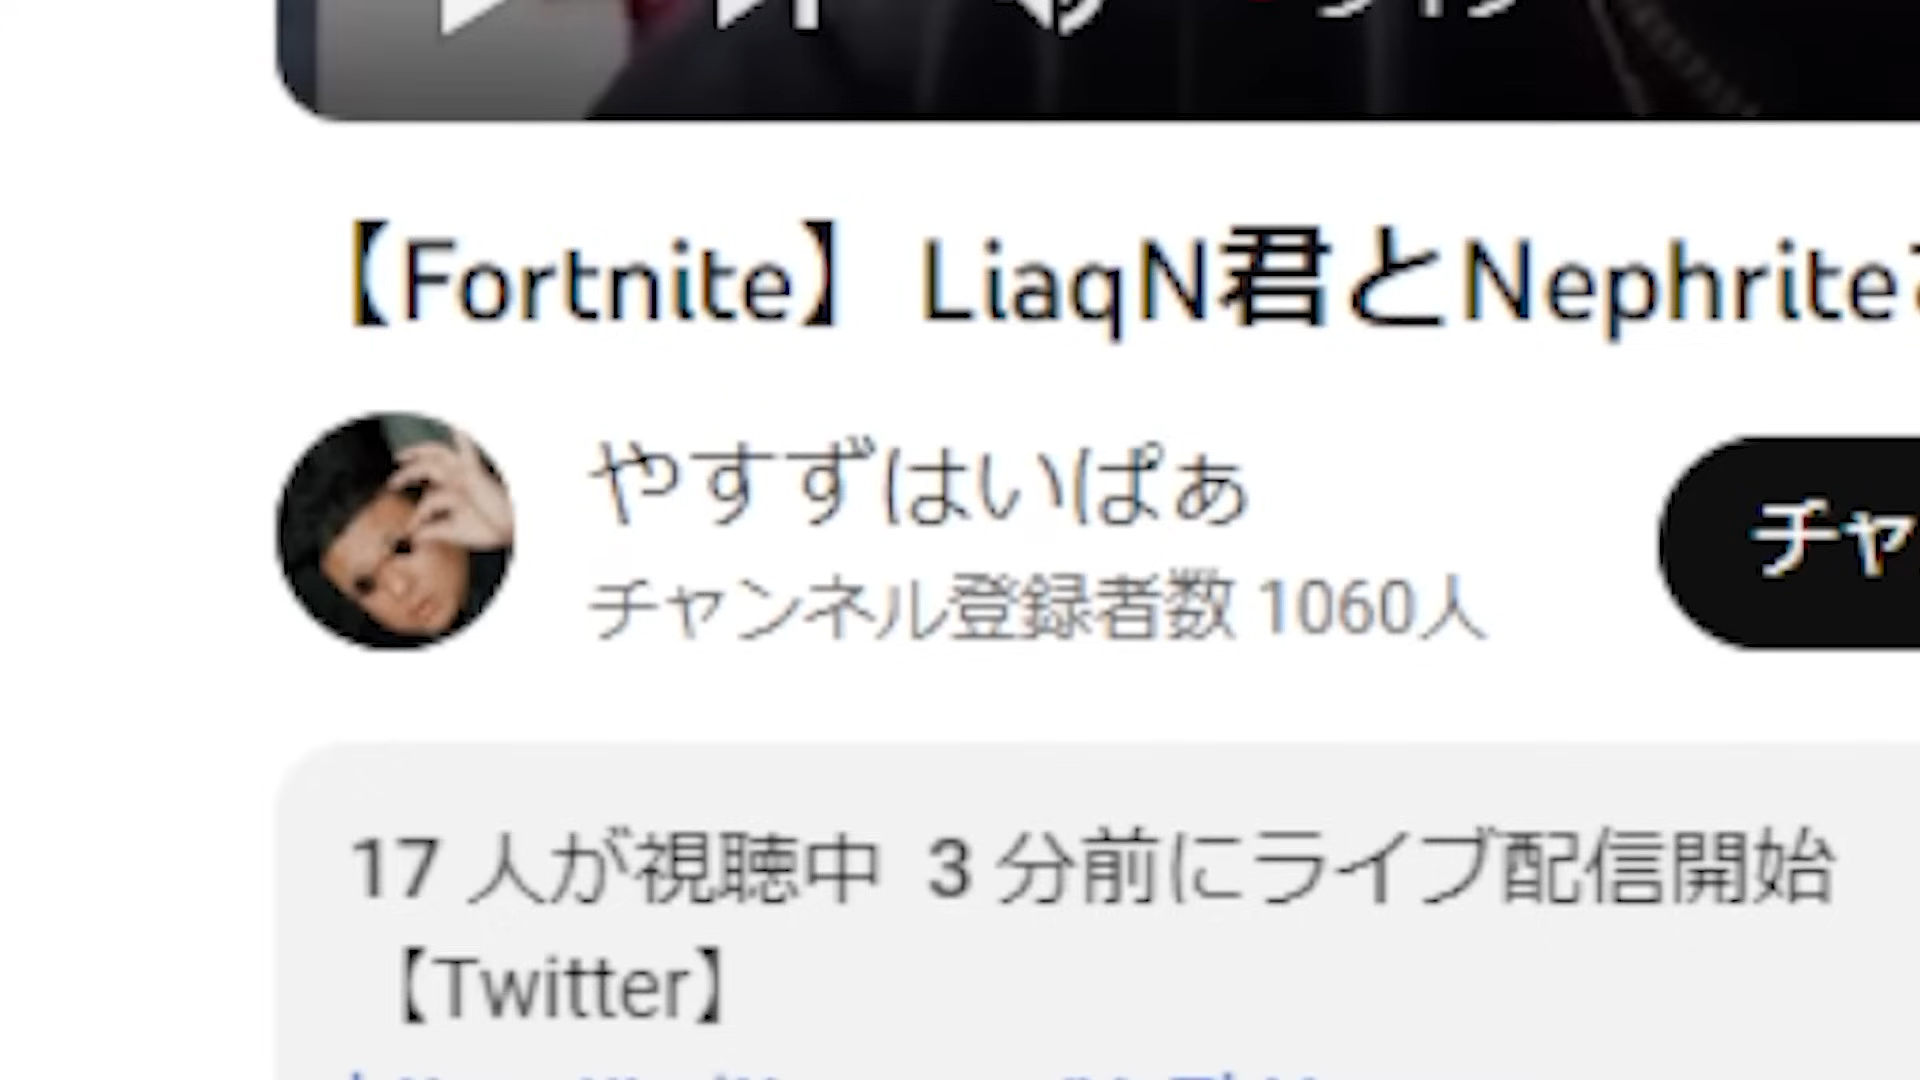 【Fortnite】 LiaqN君とNephrite
やすずはいぱぁ
チャンネル登録者数 1060人
チャ
17 人が視聴中 3 分前にライブ配信開始
【Twitter】